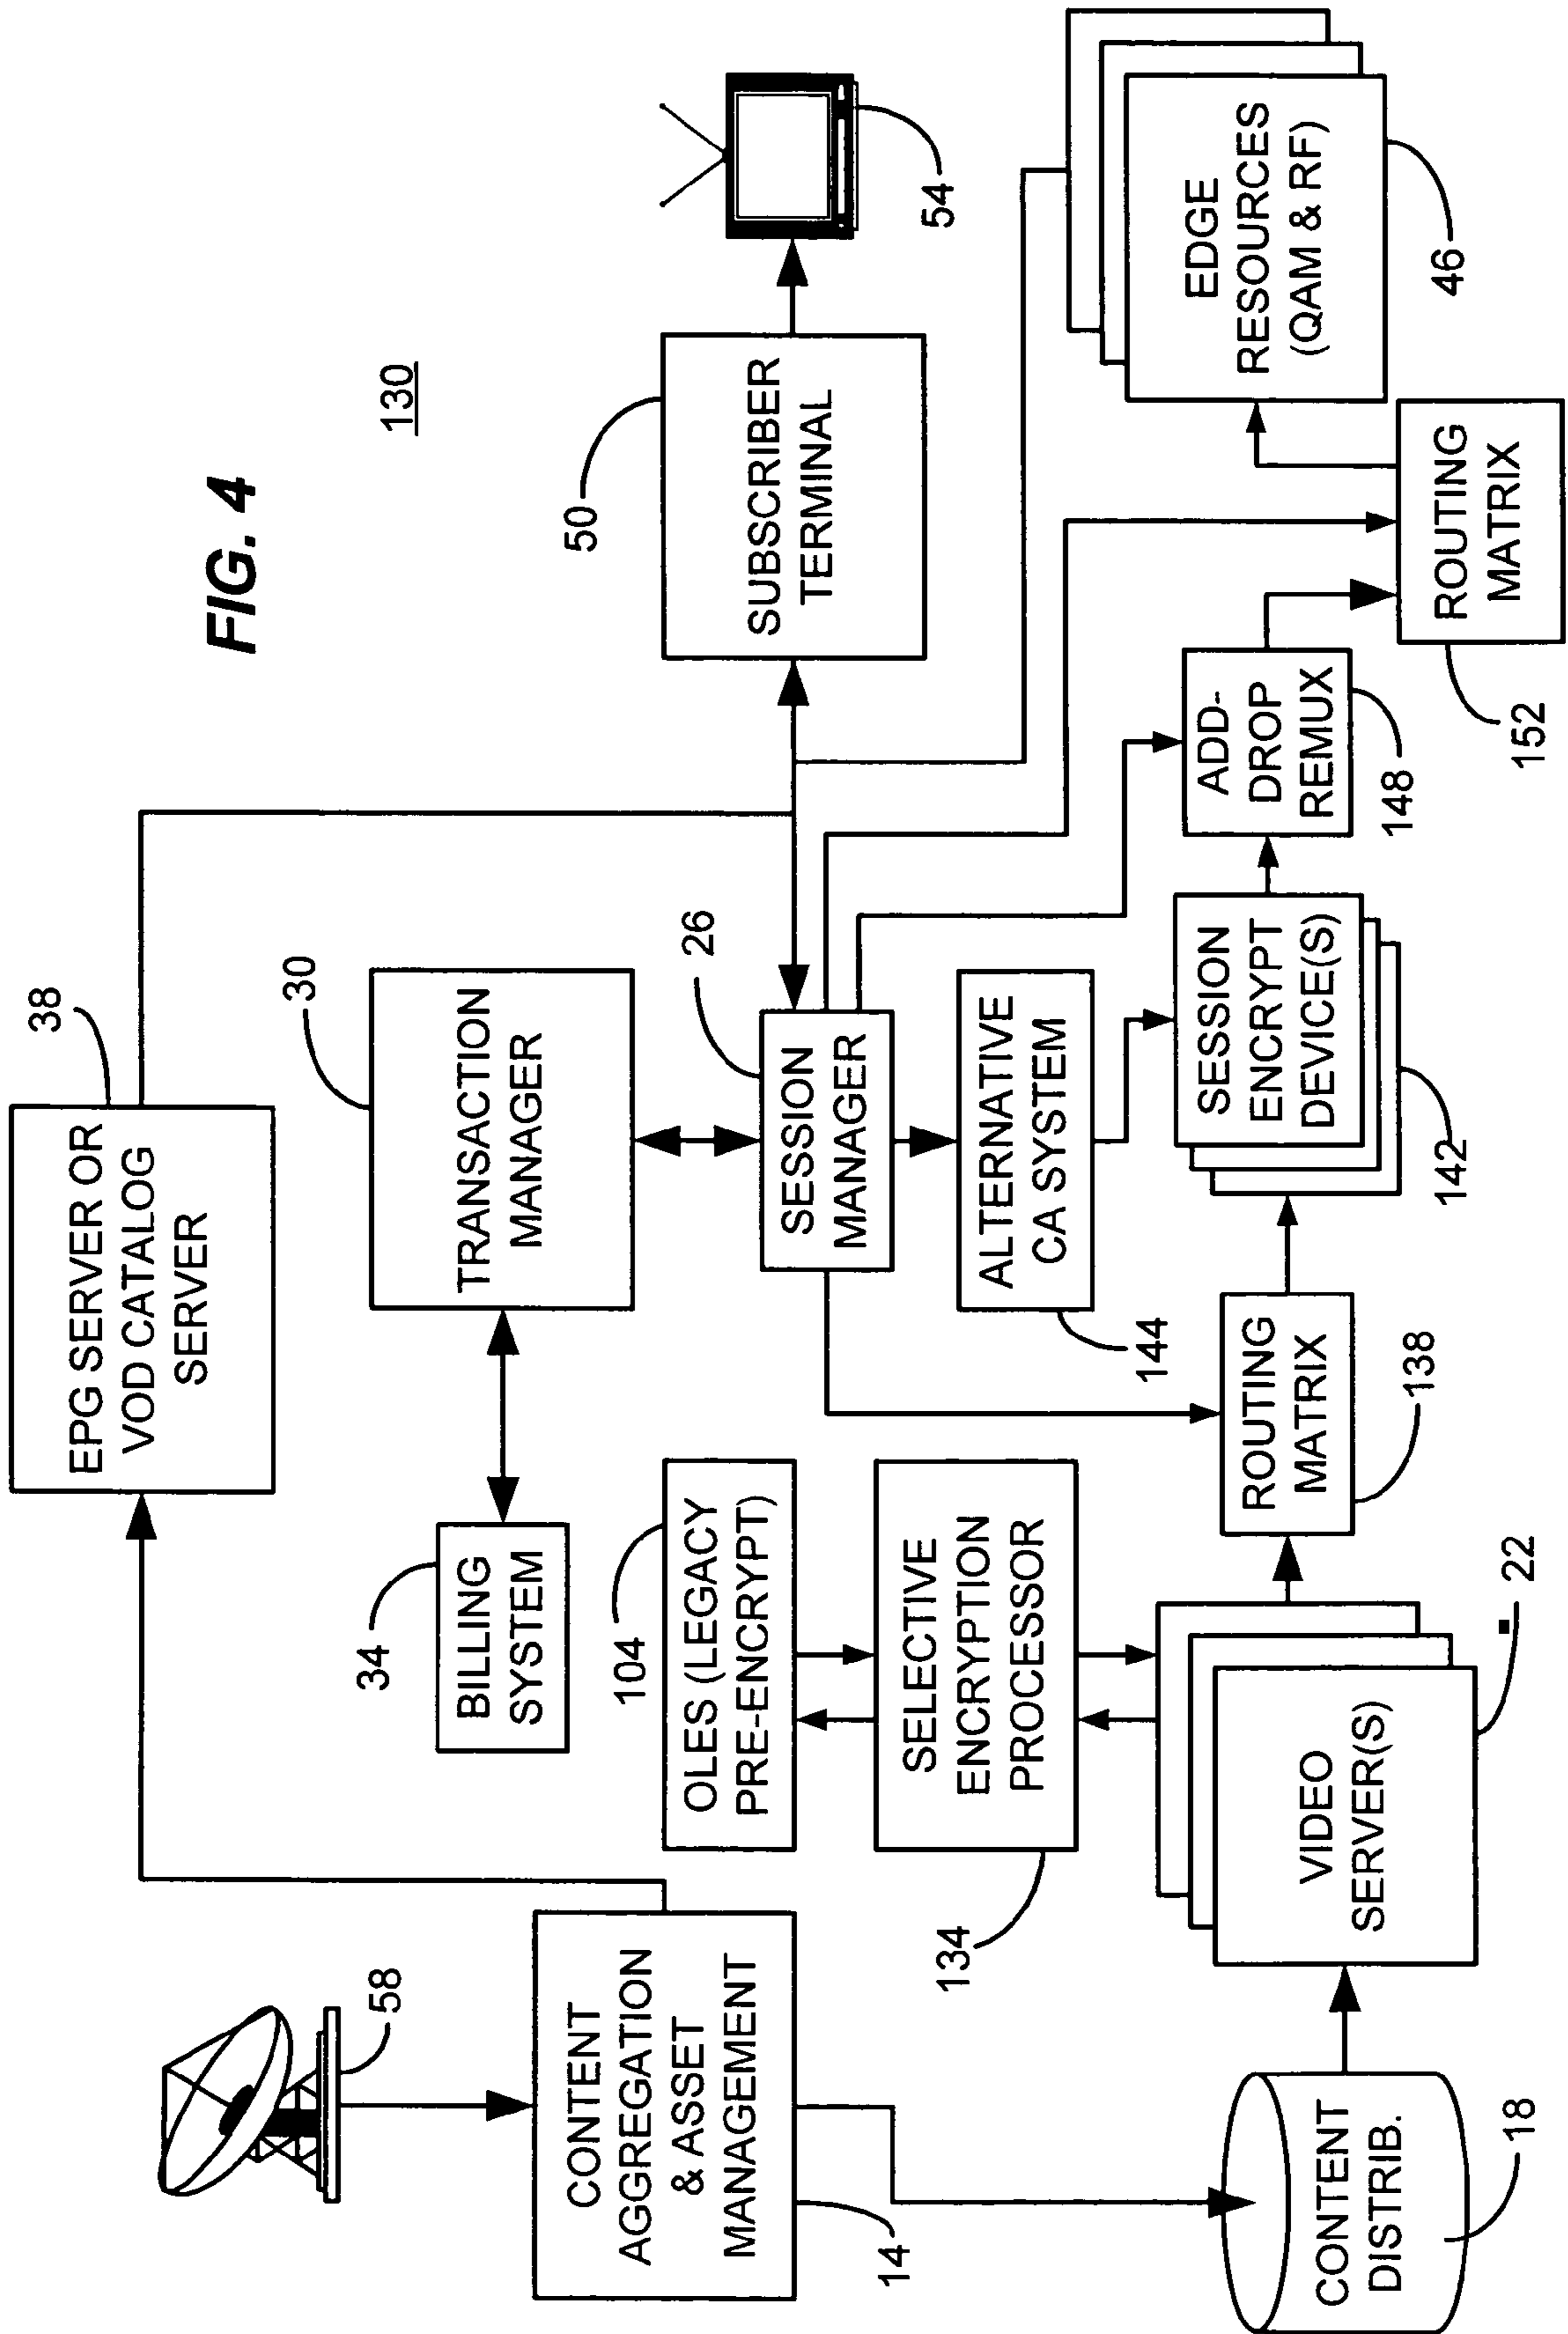 FIG. 4
130
58
CONTENT
AGGREGATION
& ASSET
MANAGEMENT
14
CONTENT
DISTRIB.
18
EPG SERVER OR
VOD CATALOG
SERVER
38
BILLING
SYSTEM
34
TRANSACTION
MANAGER
30
OLES (LEGACY
PRE-ENCRYPT)
104
SELECTIVE
ENCRYPTION
PROCESSOR
134
VIDEO
SERVER(S)
22
SESSION
MANAGER
26
ALTERNATIVE
CA SYSTEM
144
ROUTING
MATRIX
138
SESSION
ENCRYPT
DEVICE(S)
142
ADD-
DROP
REMUX
148
ROUTING
MATRIX
152
SUBSCRIBER
TERMINAL
50
54
EDGE
RESOURCES
(QAM & RF)
46